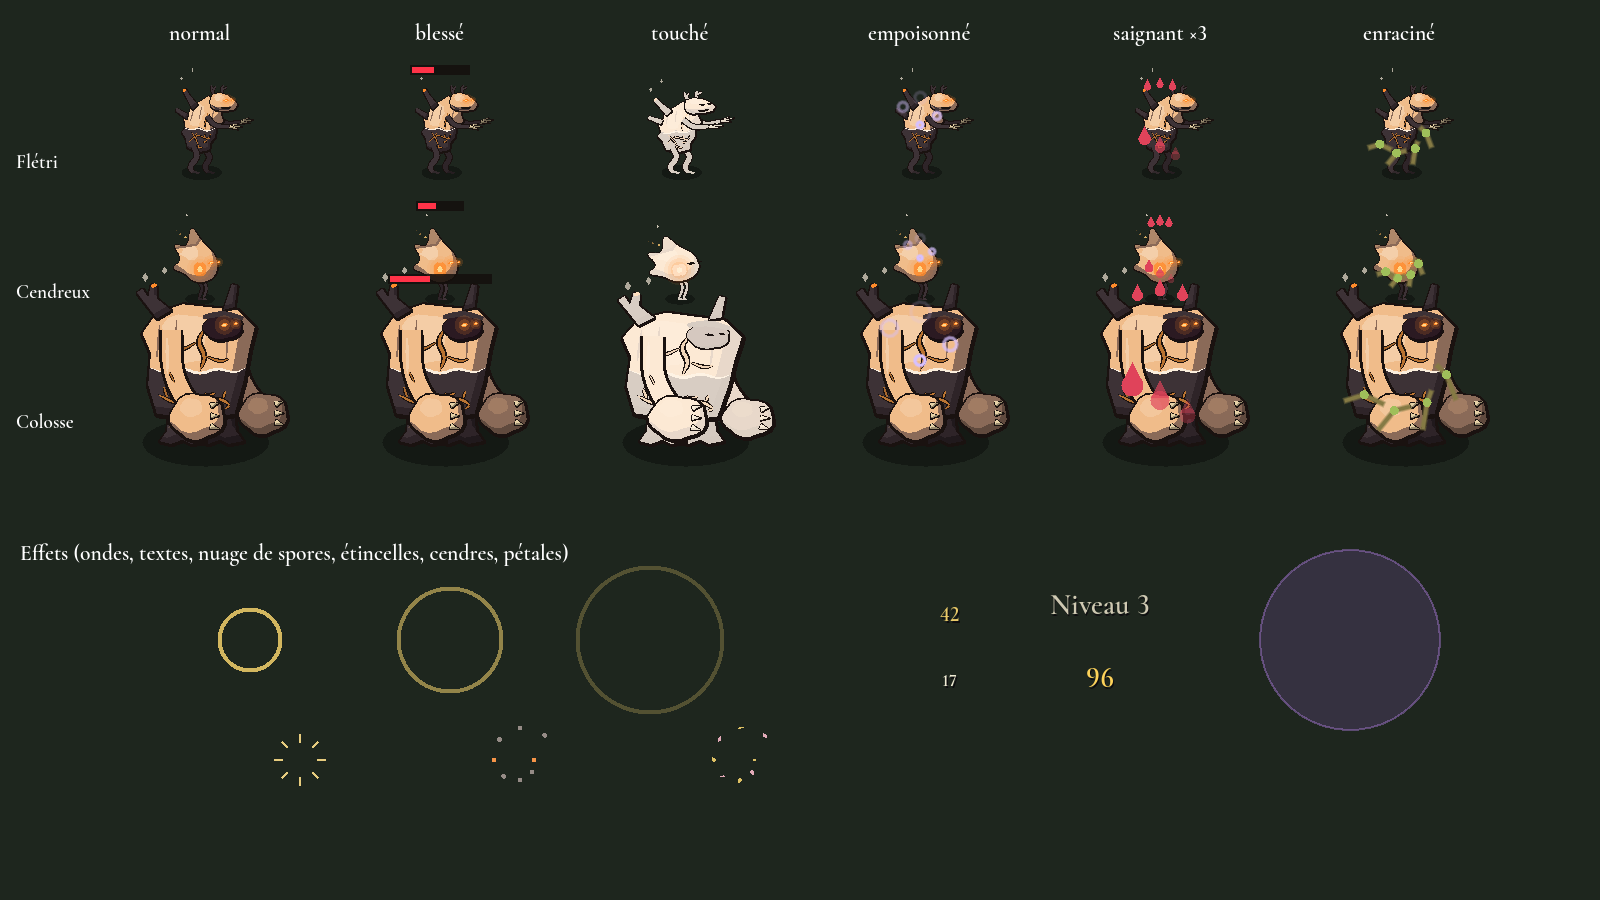 normal blessé touché empoisonné saignant ×3 enraciné
Flétri
Cendreux
Colosse
Effets (ondes, textes, nuage de spores, étincelles, cendres, pétales)
42 Niveau 3
17 96